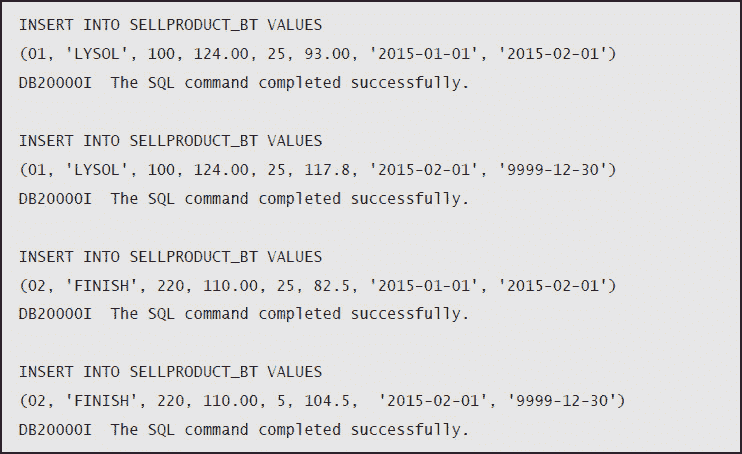 INSERT INTO SELLPRODUCT_BT VALUES
(01, 'LYSOL', 100, 124.00, 25, 93.00, '2015-01-01', '2015-02-01')
DB20000I  The SQL command completed successfully.
INSERT INTO SELLPRODUCT_BT VALUES
(01, 'LYSOL', 100, 124.00, 25, 117.8, '2015-02-01', '9999-12-30')
DB20000I  The SQL command completed successfully.
INSERT INTO SELLPRODUCT_BT VALUES
(02, 'FINISH', 220, 110.00, 25, 82.5, '2015-01-01', '2015-02-01')
DB20000I  The SQL command completed successfully.
INSERT INTO SELLPRODUCT_BT VALUES
(02, 'FINISH', 220, 110.00, 5, 104.5,  '2015-02-01', '9999-12-30')
DB20000I  The SQL command completed successfully.